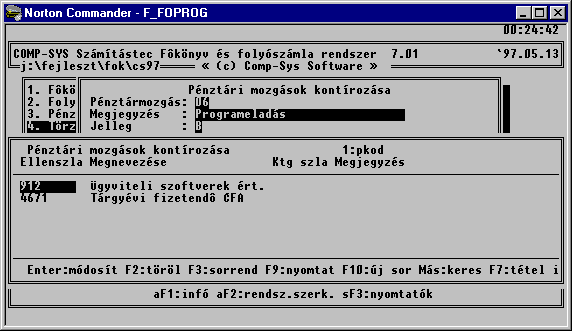 Norton Commander - F_FOPROG
00:24:42
COMP-SYS Számítástec Fôkönyv és folyószámla rendszer 7.01 '97.05.13
j:\fejleszt\fok\cs97 « (c) Comp-Sys Software »
1. Fôkö
2. Foly
3. Pénz
4. Törz
Pénztári mozgások kontírozása
Pénztármozgás: 06
Megjegyzés : Programeladás
Jelleg : B
Pénztári mozgások kontírozása 1:pkod
Ellenszla Megnevezése Ktg szla Megjegyzés
912 Ügyviteli szoftverek ért.
4671 Tárgyévi fizetendô CFA
Enter:módosít F2:töröl F3:sorrend F9:nyomtat F10:új sor Más:keres F7:tétel i
aF1:infó aF2:rendsz.szerk. sF3:nyomtatók